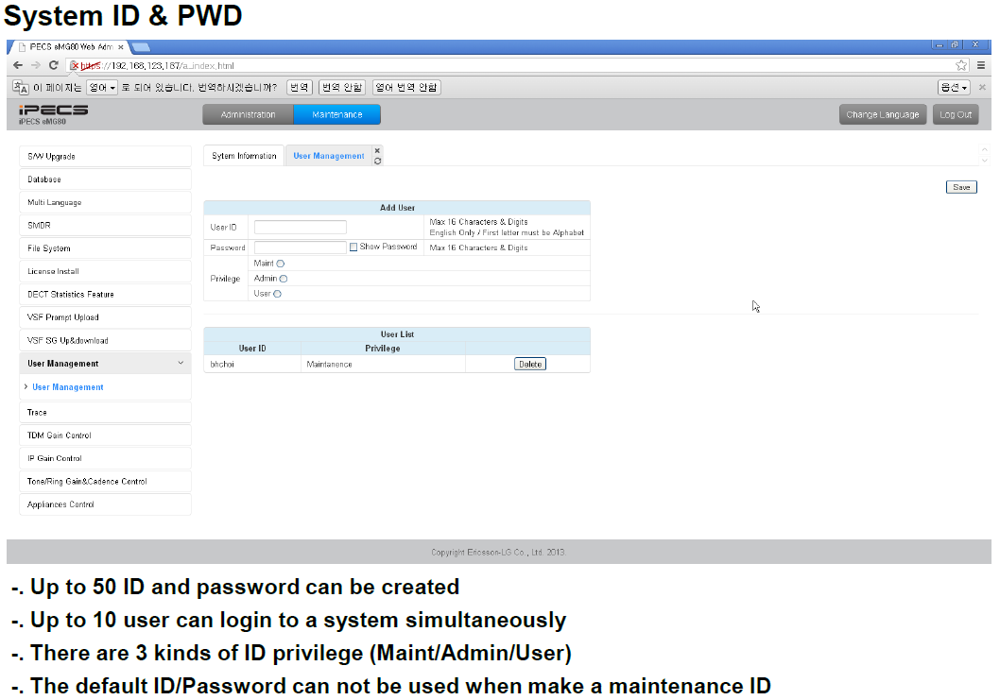 System ID & PWD
iPECS eMG80 Web Adm
https://192,168,123,167/a_index,html
이 페이지는 영어 로 되어 있습니다. 번역하시겠습니까? 번역 번역 안함 영어 번역 안함 옵션
iPECS
iPECS eMG80
Administration Maintenance Change Language Log Out
S/W Upgrade
Database
Multi Language
SMDR
File System
License Install
DECT Statistics Feature
VSF Prompt Upload
VSF SG Up&download
User Management
User Management
Trace
TDM Gain Control
IP Gain Control
Tone/Ring Gain&Cadence Control
Appliances Control
Sytem Information User Management
Save
Add User
User ID Max 16 Characters & Digits
English Only / First letter must be Alphabet
Password Show Password Max 16 Characters & Digits
Privilege
Maint
Admin
User
User List
User ID Privilege
bhchoi Maintanence Delete
Copyright Ericsson-LG Co., Ltd. 2013.
-. Up to 50 ID and password can be created
-. Up to 10 user can login to a system simultaneously
-. There are 3 kinds of ID privilege (Maint/Admin/User)
-. The default ID/Password can not be used when make a maintenance ID